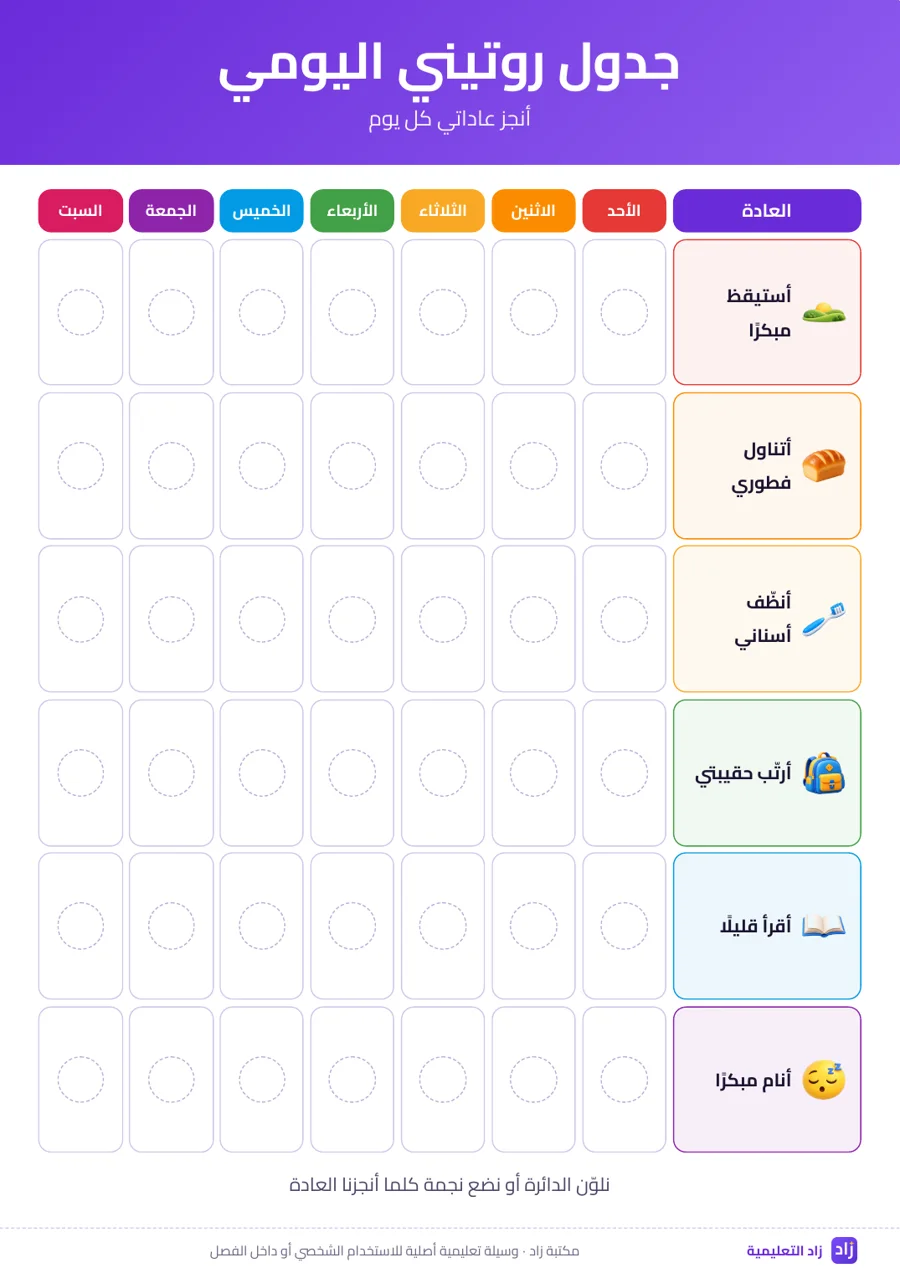 جدول روتيني اليومي
أنجز عاداتي كل يوم
العادة الأحد الاثنين الثلاثاء الأربعاء الخميس الجمعة السبت
أستيقظ
مبكرًا
أتناول
فطوري
أنظّف
أسناني
أرتّب حقيبتي
أقرأ قليلًا
أنام مبكرًا
نلوّن الدائرة أو نضع نجمة كلما أنجزنا العادة
زاد زاد التعليمية
مكتبة زاد · وسيلة تعليمية أصلية للاستخدام الشخصي أو داخل الفصل